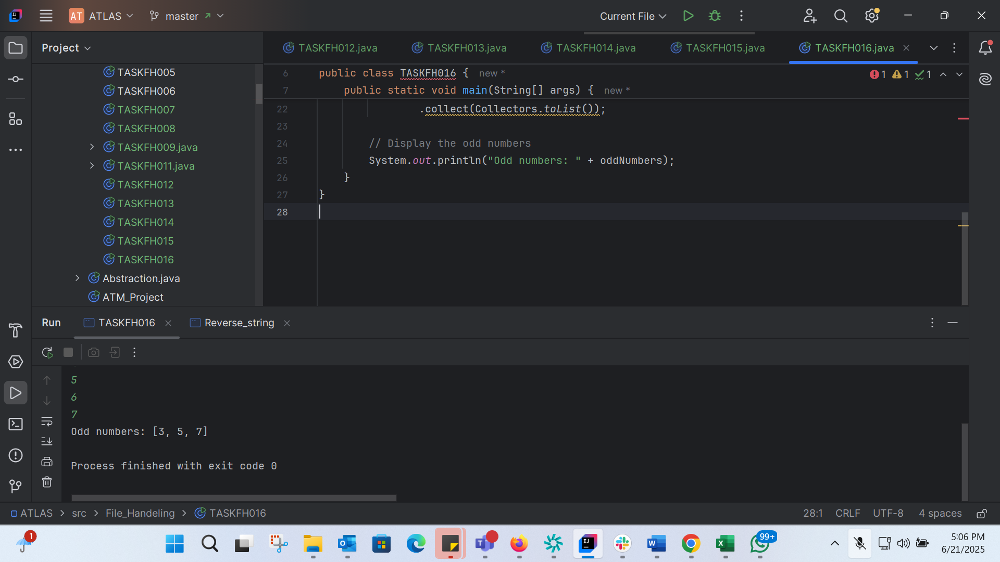 AT ATLAS master Current File
Project
TASKFH005
TASKFH006
TASKFH007
TASKFH008
TASKFH009.java
TASKFH011.java
TASKFH012
TASKFH013
TASKFH014
TASKFH015
TASKFH016
Abstraction.java
ATM_Project
TASKFH012.java TASKFH013.java TASKFH014.java TASKFH015.java TASKFH016.java
6 public class TASKFH016 { new *
1 1 1
7 public static void main(String[] args) { new *
22 .collect(Collectors.toList());
23
24 // Display the odd numbers
25 System.out.println("Odd numbers: " + oddNumbers);
26 }
27 }
28
Run TASKFH016 Reverse_string
5
6
7
Odd numbers: [3, 5, 7]
Process finished with exit code 0
ATLAS > src > File_Handeling > TASKFH016 28:1 CRLF UTF-8 4 spaces
1
99+
5:06 PM
6/21/2025